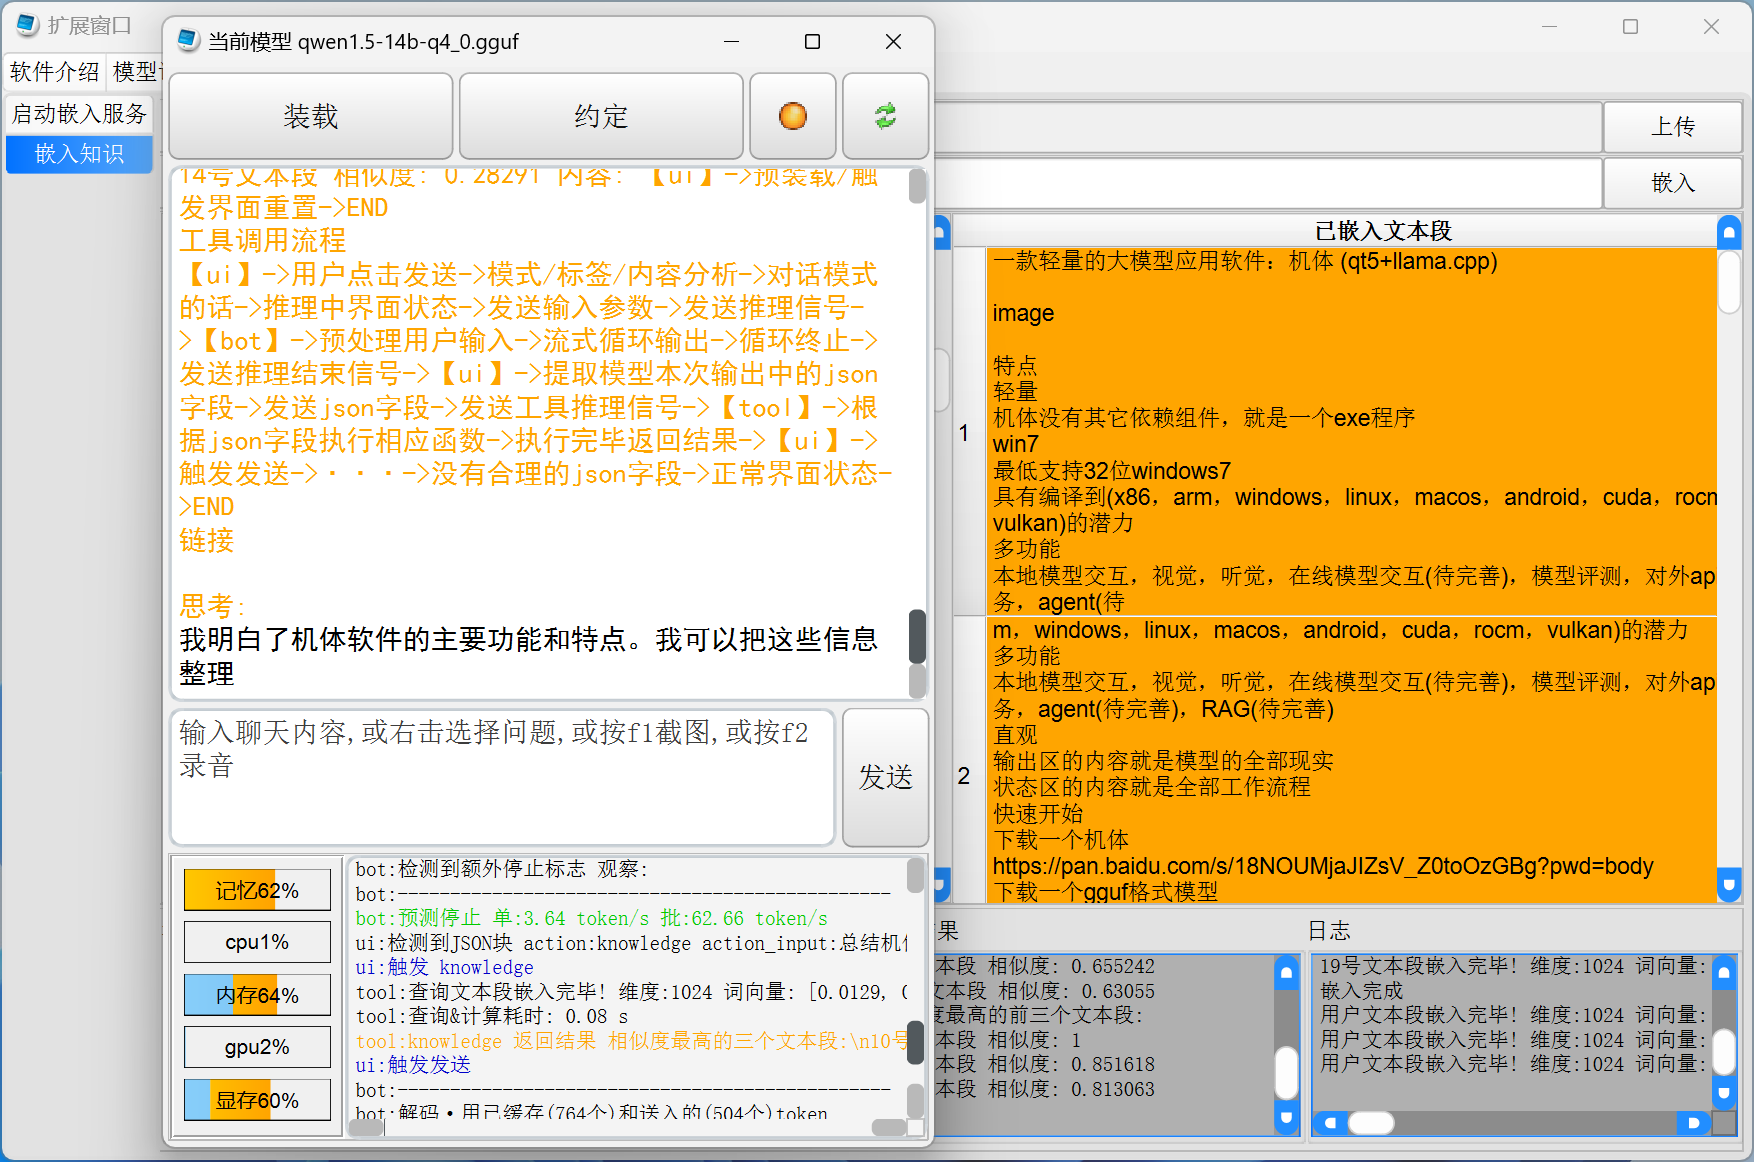 扩展窗口
软件介绍
模型
启动嵌入服务
嵌入知识
当前模型 qwen1.5-14b-q4_0.gguf
装载
约定
14号文本段 相似度: 0.28291 内容: 【ui】->预装载/触
发界面重置->END
工具调用流程
【ui】->用户点击发送->模式/标签/内容分析->对话模式
的话->推理中界面状态->发送输入参数->发送推理信号-
>【bot】->预处理用户输入->流式循环输出->循环终止->
发送推理结束信号->【ui】->提取模型本次输出中的json
字段->发送json字段->发送工具推理信号->【tool】->根
据json字段执行相应函数->执行完毕返回结果->【ui】->
触发发送->···->没有合理的json字段->正常界面状态-
>END
链接
思考:
我明白了机体软件的主要功能和特点。我可以把这些信息
整理
输入聊天内容,或右击选择问题,或按f1截图,或按f2
录音
发送
记忆62%
cpu1%
内存64%
gpu2%
显存60%
bot:检测到额外停止标志 观察:
bot:-----------------------------------------------
bot:预测停止 单:3.64 token/s 批:62.66 token/s
ui:检测到JSON块 action:knowledge action_input:总结机
ui:触发 knowledge
tool:查询文本段嵌入完毕! 维度:1024 词向量: [0.0129,
tool:查询&计算耗时: 0.08 s
tool:knowledge 返回结果 相似度最高的三个文本段:\n10号
ui:触发发送
bot:-----------------------------------------------
bot:解码·用已缓存(764个)和送入的(504个)token
上传
嵌入
已嵌入文本段
1
一款轻量的大模型应用软件：机体 (qt5+llama.cpp)
image
特点
轻量
机体没有其它依赖组件，就是一个exe程序
win7
最低支持32位windows7
具有编译到(x86，arm，windows，linux，macos，android，cuda，rocm
vulkan)的潜力
多功能
本地模型交互，视觉，听觉，在线模型交互(待完善)，模型评测，对外ap
务，agent(待
2
m，windows，linux，macos，android，cuda，rocm，vulkan)的潜力
多功能
本地模型交互，视觉，听觉，在线模型交互(待完善)，模型评测，对外ap
务，agent(待完善)，RAG(待完善)
直观
输出区的内容就是模型的全部现实
状态区的内容就是全部工作流程
快速开始
下载一个机体
https://pan.baidu.com/s/18NOUMjaJIZsV_Z0toOzGBg?pwd=body
下载一个gguf格式模型
果
本段 相似度: 0.655242
文本段 相似度: 0.63055
度最高的前三个文本段:
本段 相似度: 1
本段 相似度: 0.851618
本段 相似度: 0.813063
日志
19号文本段嵌入完毕! 维度:1024 词向量:
嵌入完成
用户文本段嵌入完毕! 维度:1024 词向量:
用户文本段嵌入完毕! 维度:1024 词向量:
用户文本段嵌入完毕! 维度:1024 词向量: